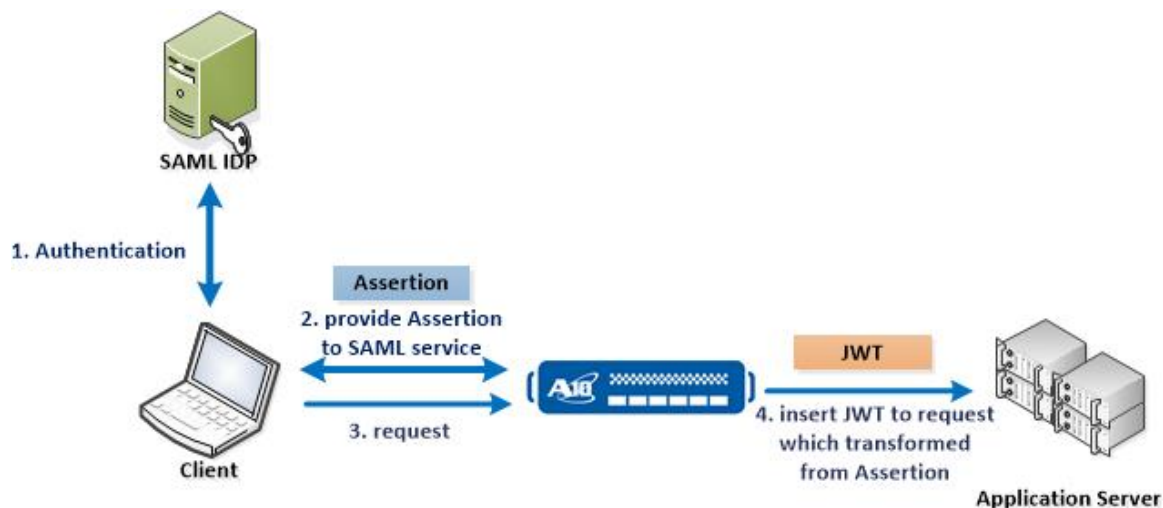 SAML IDP
1. Authentication
Assertion
2. provide Assertion
to SAML service
3. request
Client
A10
JWT
4. insert JWT to request
which transformed
from Assertion
Application Server